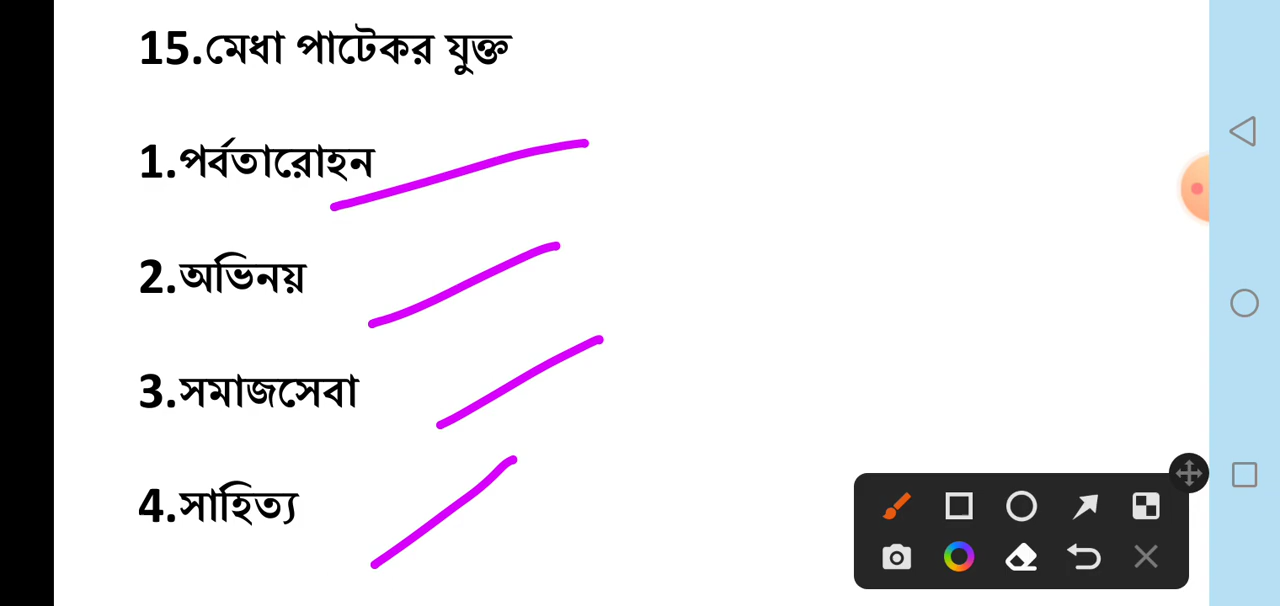 15.মেধা পাটেকর যুক্ত
1.পর্বতারোহন
2.অভিনয়
3.সমাজসেবা
4.সাহিত্য